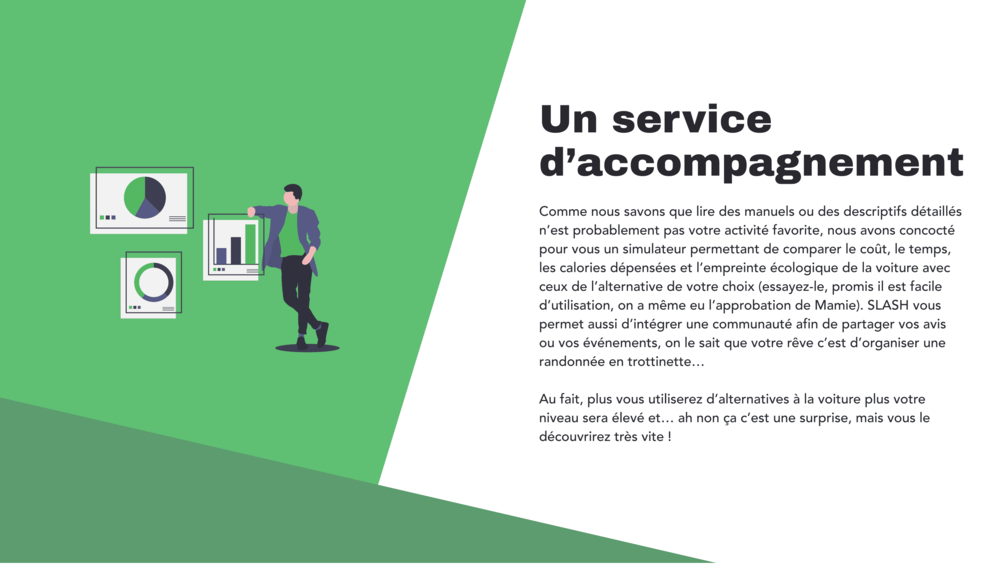 Un service
d’accompagnement
Comme nous savons que lire des manuels ou des descriptifs détaillés
n’est probablement pas votre activité favorite, nous avons concocté
pour vous un simulateur permettant de comparer le coût, le temps,
les calories dépensées et l’empreinte écologique de la voiture avec
ceux de l’alternative de votre choix (essayez-le, promis il est facile
d’utilisation, on a même eu l’approbation de Mamie). SLASH vous
permet aussi d’intégrer une communauté afin de partager vos avis
ou vos événements, on le sait que votre rêve c’est d’organiser une
randonnée en trottinette…
Au fait, plus vous utiliserez d’alternatives à la voiture plus votre
niveau sera élevé et… ah non ça c’est une surprise, mais vous le
découvrirez très vite !